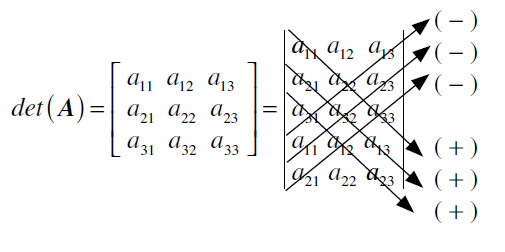 a11 a12 a13 (−)
a21 a22 a23 (−)
a31 a32 a33 (−)
a11 a12 a13 (+)
a21 a22 a23 (+)
(+)
det(A) = [ a11 a12 a13
a21 a22 a23
a31 a32 a33 ] =